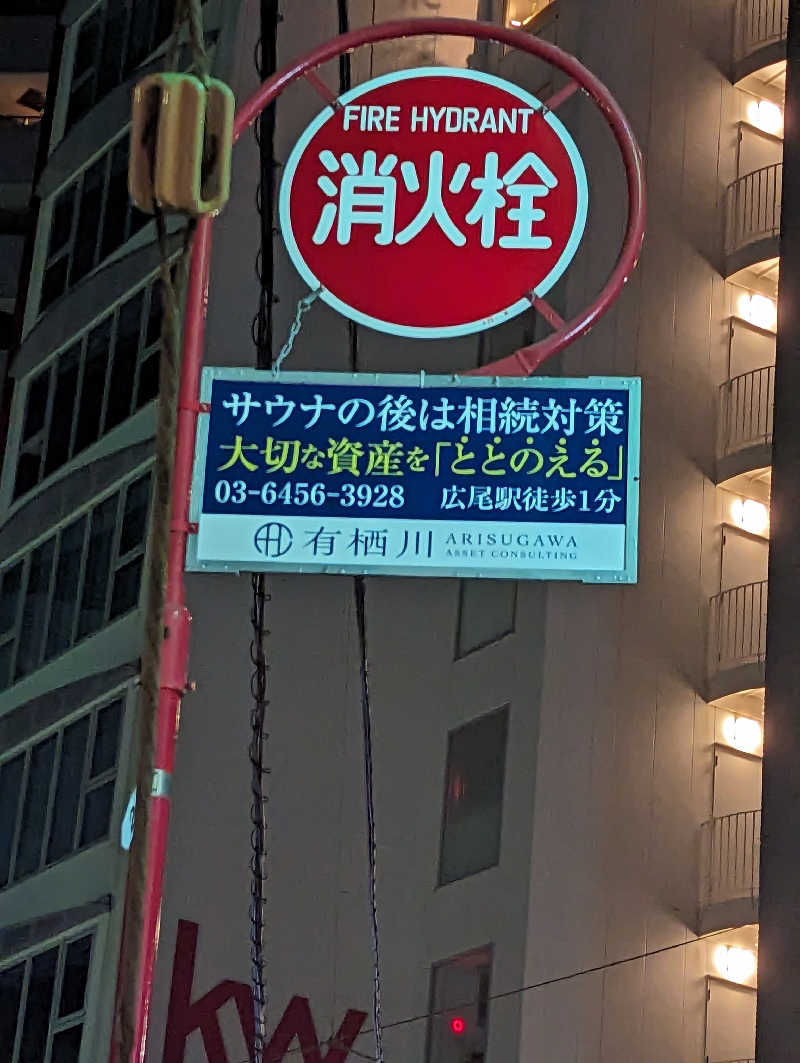 FIRE HYDRANT
消火栓
サウナの後は相続対策
大切な資産を「ととのえる」
03-6456-3928 広尾駅徒歩1分
有栖川 ARISUGAWA
ASSET CONSULTING
kw